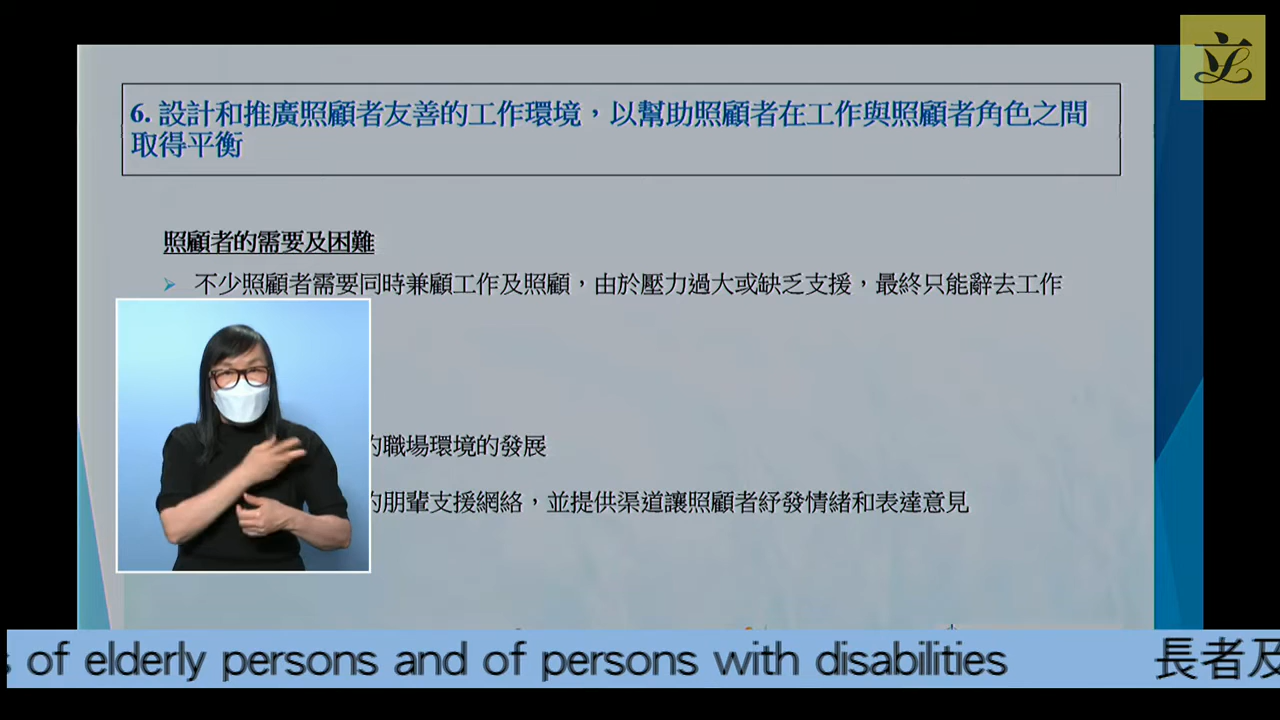 6. 設計和推廣照顧者友善的工作環境，以幫助照顧者在工作與照顧者角色之間
取得平衡
照顧者的需要及困難
➢ 不少照顧者需要同時兼顧工作及照顧，由於壓力過大或缺乏支援，最終只能辭去工作
的職場環境的發展
的朋輩支援網絡，並提供渠道讓照顧者紓發情緒和表達意見
s of elderly persons and of persons with disabilities 長者及